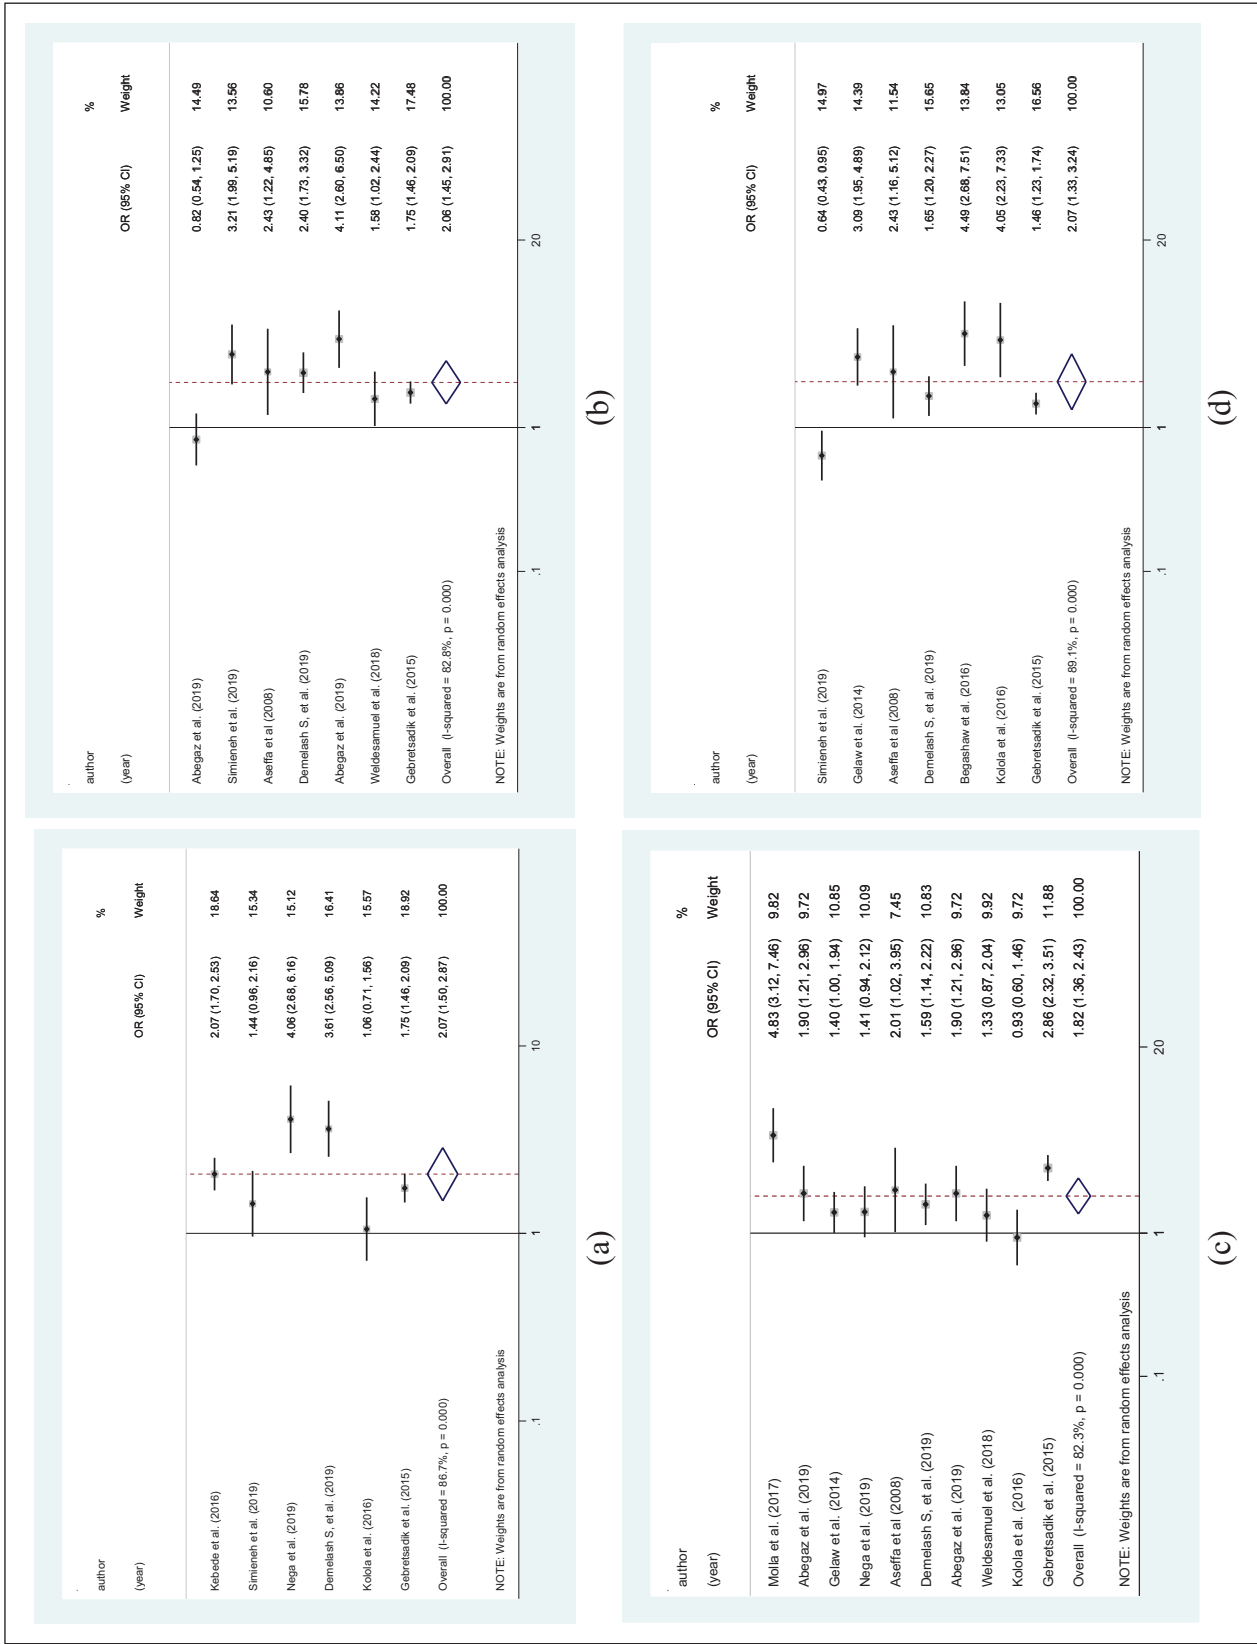 .
author % 
(year) OR (95% CI) Weight
Kebede et al. (2016) 2.07 (1.70, 2.53) 18.64
Simieneh et al. (2019) 1.44 (0.96, 2.16) 15.34
Nega et al. (2019) 4.06 (2.68, 6.16) 15.12
Demelash S, et al. (2019) 3.61 (2.56, 5.09) 16.41
Kolola et al. (2016) 1.06 (0.71, 1.56) 15.57
Gebretsadik et al. (2015) 1.75 (1.46, 2.09) 18.92
Overall (I-squared = 86.7%, p = 0.000) 2.07 (1.50, 2.87) 100.00
NOTE: Weights are from random effects analysis
.1 1 10
(a)
.
author %
(year) OR (95% CI) Weight
Abegaz et al. (2019) 0.82 (0.54, 1.25) 14.49
Simieneh et al. (2019) 3.21 (1.99, 5.19) 13.56
Aseffa et al (2008) 2.43 (1.22, 4.85) 10.60
Demelash S, et al. (2019) 2.40 (1.73, 3.32) 15.78
Abegaz et al. (2019) 4.11 (2.60, 6.50) 13.86
Weldesamuel et al. (2018) 1.58 (1.02, 2.44) 14.22
Gebretsadik et al. (2015) 1.75 (1.46, 2.09) 17.48
Overall (I-squared = 82.8%, p = 0.000) 2.06 (1.45, 2.91) 100.00
NOTE: Weights are from random effects analysis
.1 1 20
(b)
.
author %
(year) OR (95% CI) Weight
Molla et al. (2017) 4.83 (3.12, 7.46) 9.82
Abegaz et al. (2019) 1.90 (1.21, 2.96) 9.72
Gelaw et al. (2014) 1.40 (1.00, 1.94) 10.85
Nega et al. (2019) 1.41 (0.94, 2.12) 10.09
Aseffa et al (2008) 2.01 (1.02, 3.95) 7.45
Demelash S, et al. (2019) 1.59 (1.14, 2.22) 10.83
Abegaz et al. (2019) 1.90 (1.21, 2.96) 9.72
Weldesamuel et al. (2018) 1.33 (0.87, 2.04) 9.92
Kolola et al. (2016) 0.93 (0.60, 1.46) 9.72
Gebretsadik et al. (2015) 2.86 (2.32, 3.51) 11.88
Overall (I-squared = 82.3%, p = 0.000) 1.82 (1.36, 2.43) 100.00
NOTE: Weights are from random effects analysis
.1 1 20
(c)
.
author %
(year) OR (95% CI) Weight
Simieneh et al. (2019) 0.64 (0.43, 0.95) 14.97
Gelaw et al. (2014) 3.09 (1.95, 4.89) 14.39
Aseffa et al (2008) 2.43 (1.16, 5.12) 11.54
Demelash S, et al. (2019) 1.65 (1.20, 2.27) 15.65
Begashaw et al. (2016) 4.49 (2.68, 7.51) 13.84
Kolola et al. (2016) 4.05 (2.23, 7.33) 13.05
Gebretsadik et al. (2015) 1.46 (1.23, 1.74) 16.56
Overall (I-squared = 89.1%, p = 0.000) 2.07 (1.33, 3.24) 100.00
NOTE: Weights are from random effects analysis
.1 1 20
(d)